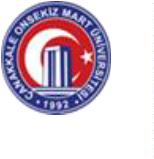 ÇANAKKALE ONSEKİZ MART ÜNİVERSİTESİ
• 1992 •